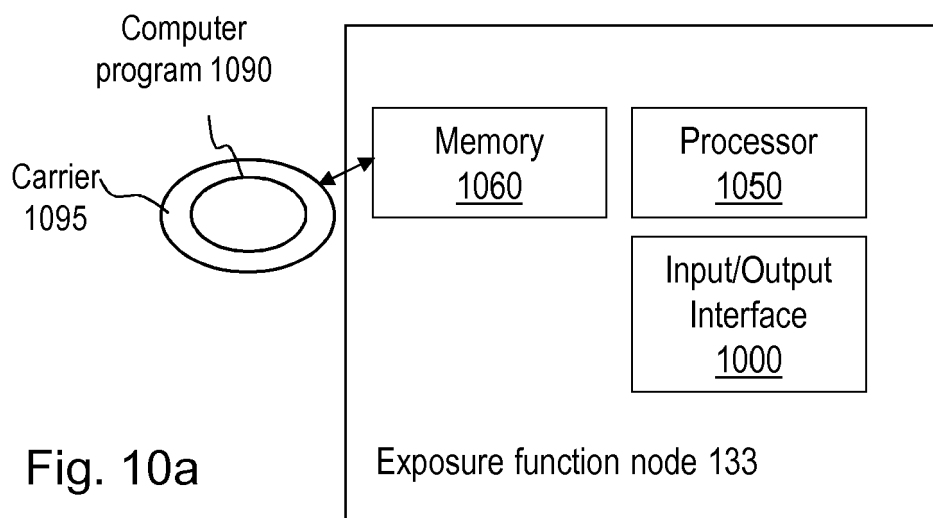 Computer
program 1090
Carrier
1095
Memory
1060
Processor
1050
Input/Output
Interface
1000
Fig. 10a
Exposure function node 133